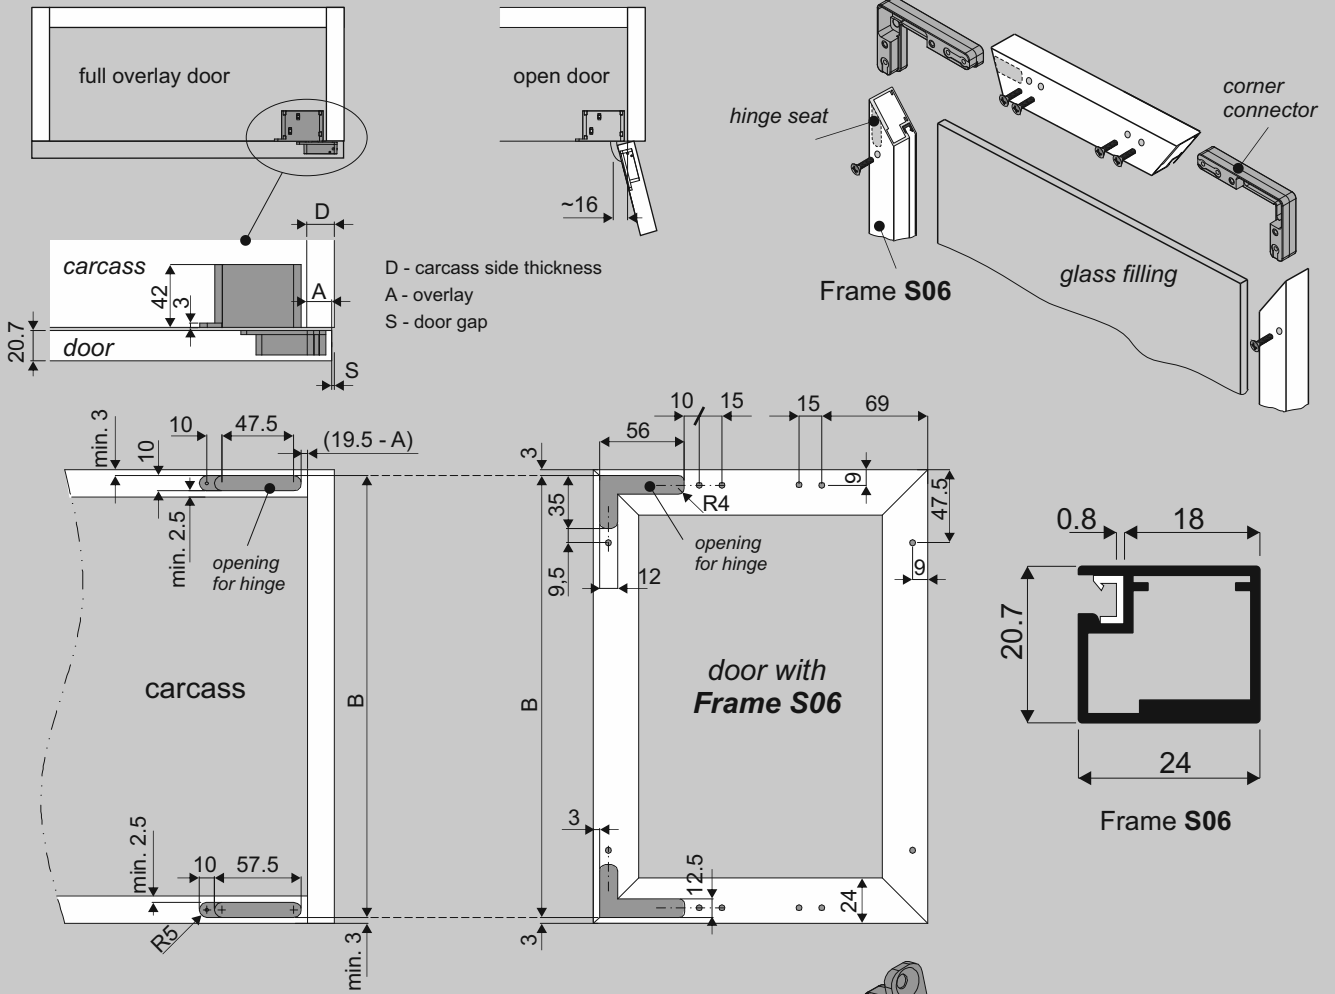 full overlay door
open door
hinge seat
corner
connector
~16
D
carcass
D - carcass side thickness
A - overlay
S - door gap
A
42
3
20.7
door
S
Frame S06
glass filling
min. 3
10
10
47.5
(19.5 - A)
min. 2.5
opening
for hinge
carcass
B
min. 2.5
10
57.5
R5
min. 3
10
15
15
69
56
3
35
R4
9
47.5
opening
for hinge
9,5
12
9
door with
Frame S06
B
3
12.5
24
3
0.8
18
20.7
24
Frame S06